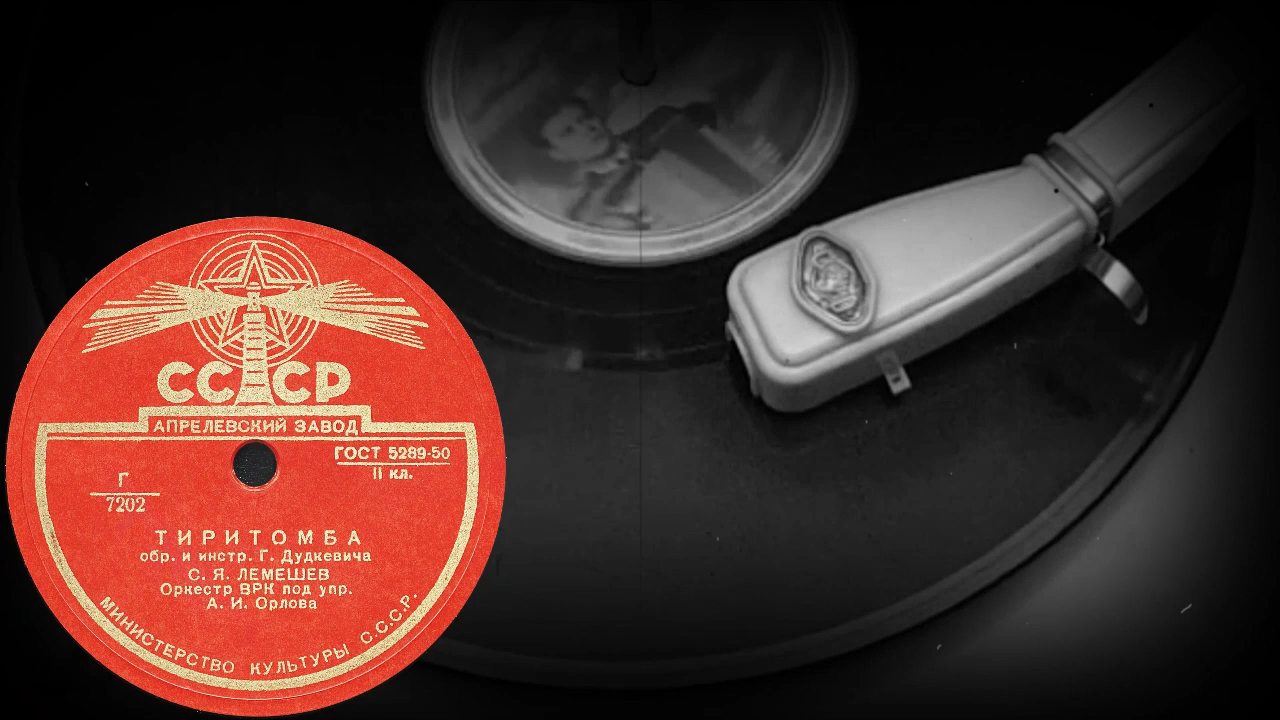 СССР
АПРЕЛЕВСКИЙ ЗАВОД
ГОСТ 5289-50
II кл.
Г
7202
ТИРИТОМБА
обр. и инстр. Г. Дудкевича
С. Я. ЛЕМЕШЕВ
Оркестр ВРК под упр.
А. И. Орлова
МИНИСТЕРСТВО КУЛЬТУРЫ С.С.С.Р.